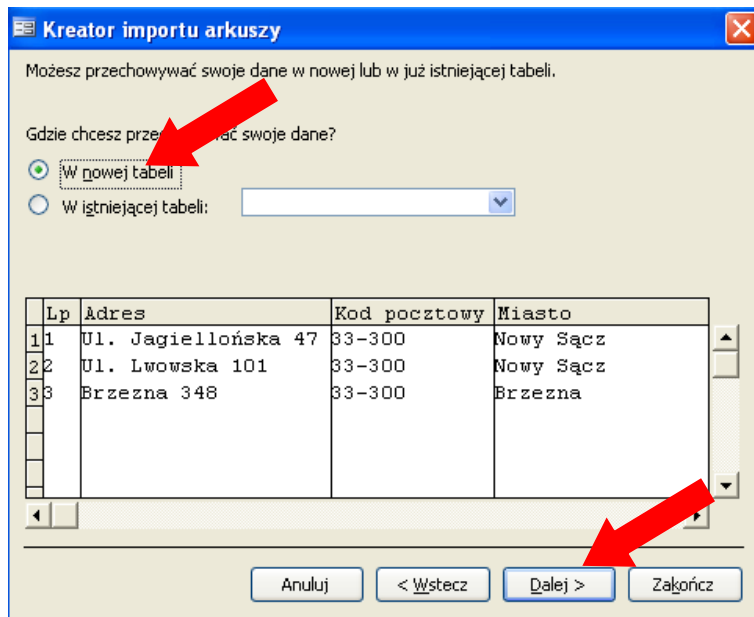 Kreator importu arkuszy
Możesz przechowywać swoje dane w nowej lub w już istniejącej tabeli.
Gdzie chcesz prze ać swoje dane?
W nowej tabeli
W istniejącej tabeli:
Lp Adres Kod pocztowy Miasto
1 1 Ul. Jagiellońska 47 33-300 Nowy Sącz
2 2 Ul. Lwowska 101 33-300 Nowy Sącz
3 3 Brzezna 348 33-300 Brzezna
Anuluj < Wstecz Dalej > Zakończ